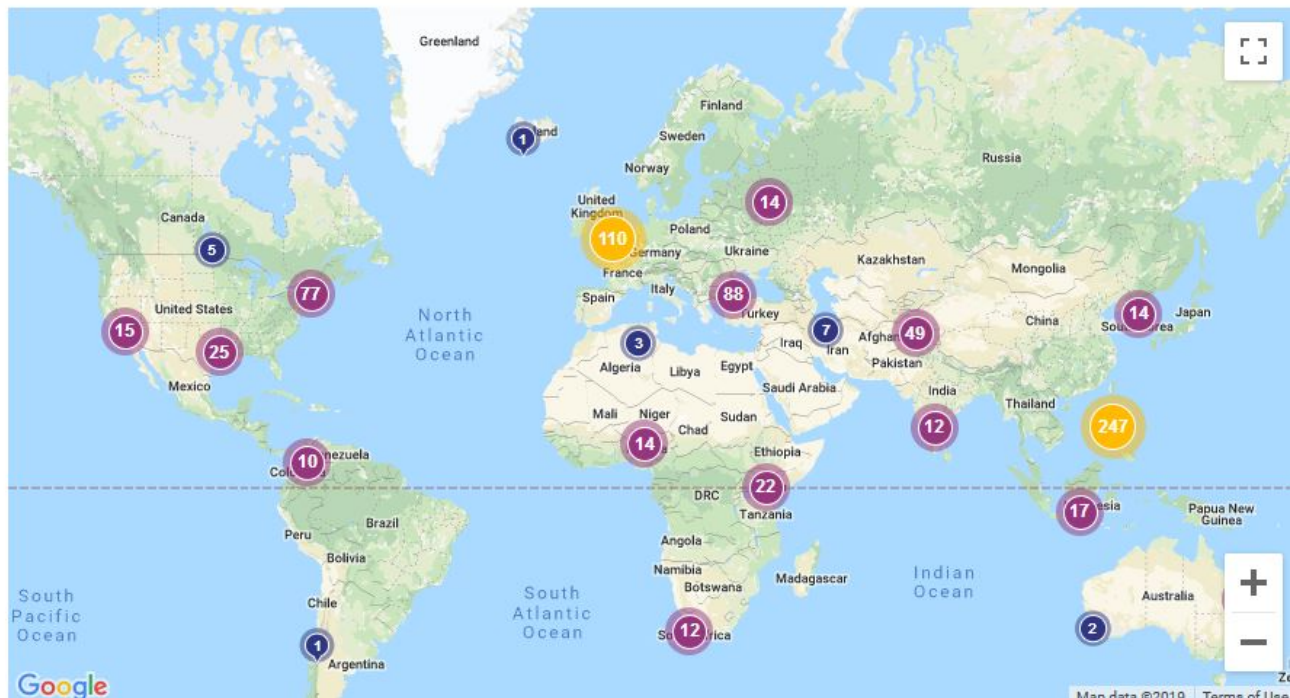 Greenland
1
Finland
Sweden
Norway
Russia
14
United
Kingdom
Canada
110
Poland
5
Germany
Ukraine
Kazakhstan
Mongolia
France
77
Italy
88
Spain
Turkey
United States
North
Atlantic
Ocean
15
25
3
7
49
14
Japan
China
Iraq
Iran
Algeria
Libya
Egypt
Pakistan
Mexico
Saudi Arabia
India
Thailand
Mali
Niger
Chad
Sudan
12
247
14
Ethiopia
10
22
DRC
Tanzania
17
Papua New
Guinea
Brazil
Peru
Angola
Bolivia
Namibia
Botswana
Madagascar
Indian
Ocean
South
Pacific
Ocean
Chile
South
Atlantic
Ocean
Australia
12
2
1
Argentina
Google
Map data ©2019
Terms of Use